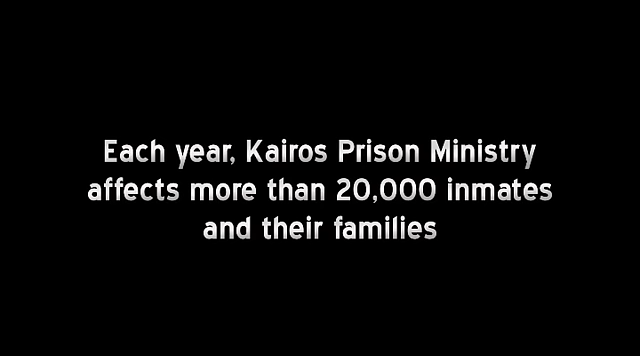 Each year, Kairos Prison Ministry
affects more than 20,000 inmates
and their families